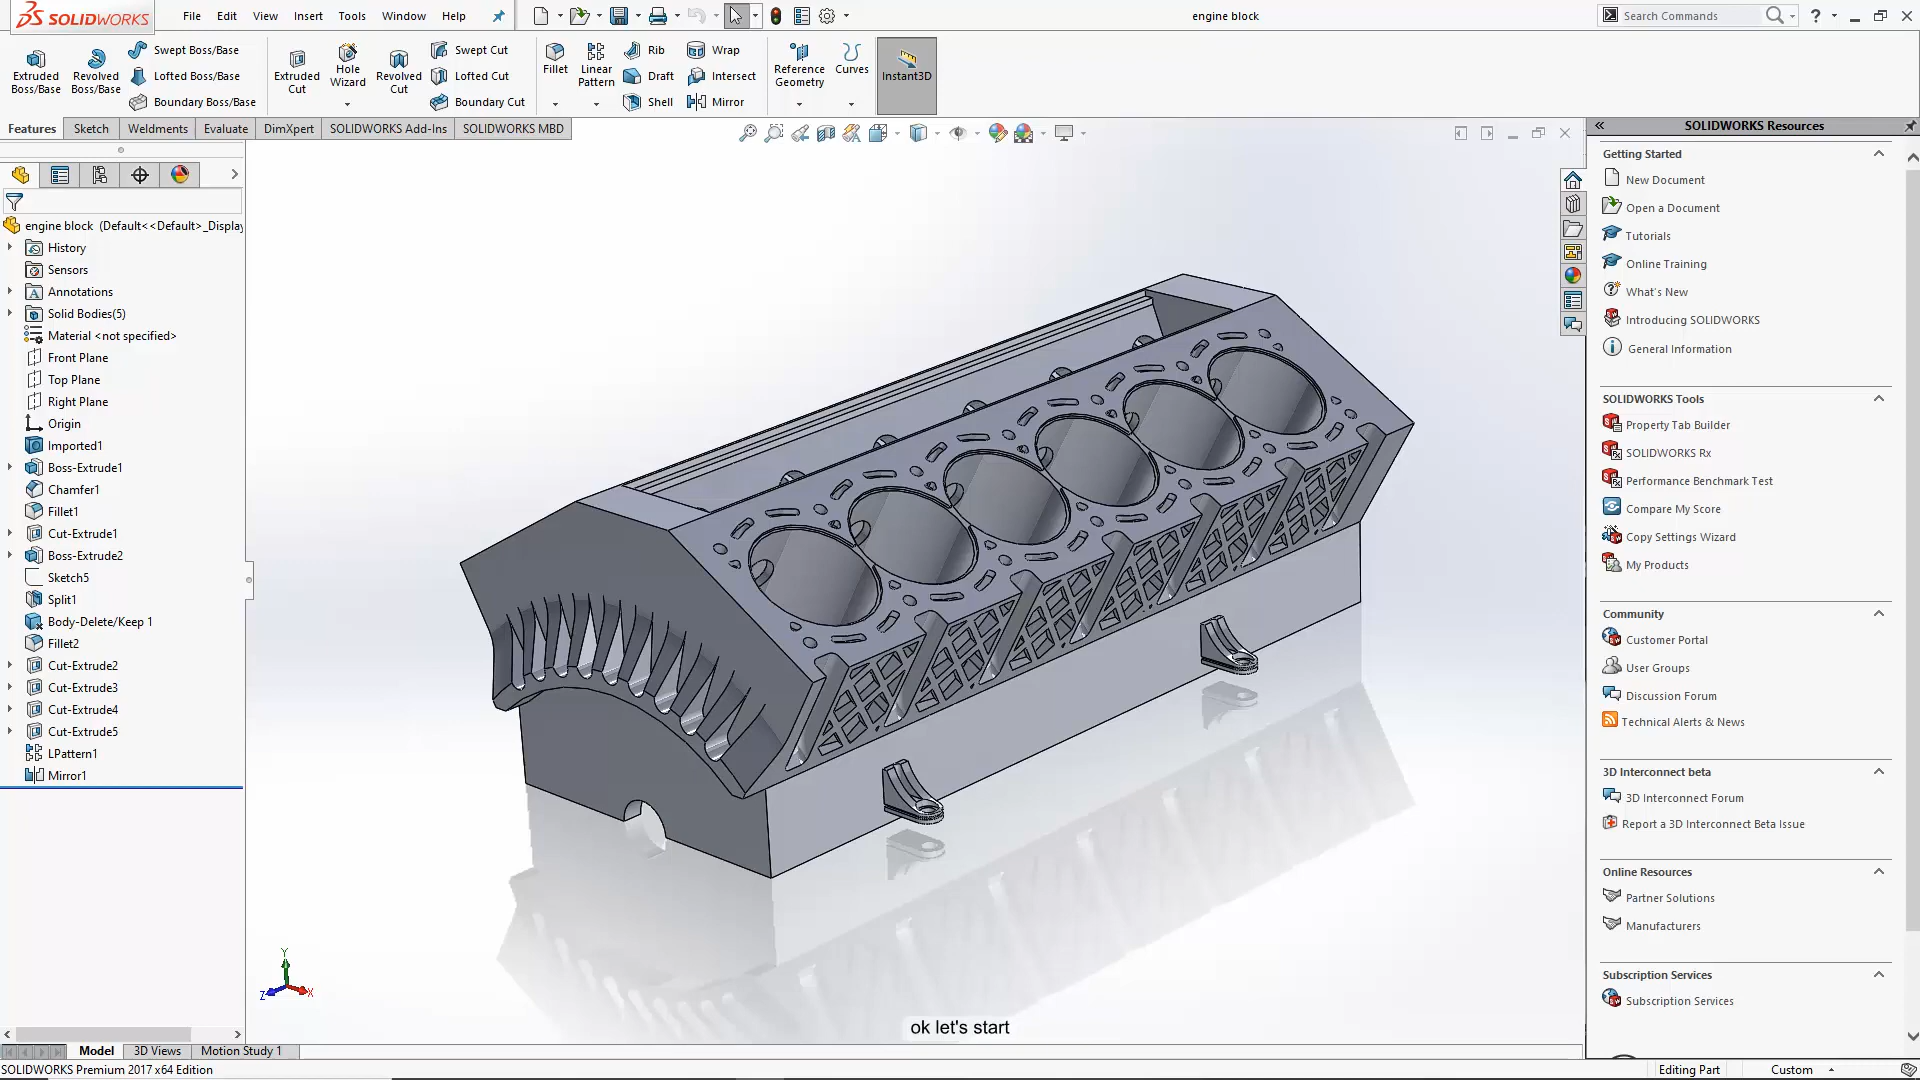 SOLIDWORKS
File Edit View Insert Tools Window Help
engine block
Search Commands
Extruded Boss/Base
Revolved Boss/Base
Swept Boss/Base
Lofted Boss/Base
Boundary Boss/Base
Extruded Cut
Hole Wizard
Revolved Cut
Swept Cut
Lofted Cut
Boundary Cut
Fillet
Linear Pattern
Rib
Draft
Shell
Wrap
Intersect
Mirror
Reference Geometry
Curves
Instant3D
Features Sketch Weldments Evaluate DimXpert SOLIDWORKS Add-Ins SOLIDWORKS MBD
engine block (Default<<Default>_Display
History
Sensors
Annotations
Solid Bodies(5)
Material <not specified>
Front Plane
Top Plane
Right Plane
Origin
Imported1
Boss-Extrude1
Chamfer1
Fillet1
Cut-Extrude1
Boss-Extrude2
Sketch5
Split1
Body-Delete/Keep 1
Fillet2
Cut-Extrude2
Cut-Extrude3
Cut-Extrude4
Cut-Extrude5
LPattern1
Mirror1
Y
Z
X
ok let's start
SOLIDWORKS Resources
Getting Started
New Document
Open a Document
Tutorials
Online Training
What's New
Introducing SOLIDWORKS
General Information
SOLIDWORKS Tools
Property Tab Builder
SOLIDWORKS Rx
Performance Benchmark Test
Compare My Score
Copy Settings Wizard
My Products
Community
Customer Portal
User Groups
Discussion Forum
Technical Alerts & News
3D Interconnect beta
3D Interconnect Forum
Report a 3D Interconnect Beta Issue
Online Resources
Partner Solutions
Manufacturers
Subscription Services
Subscription Services
Model 3D Views Motion Study 1
SOLIDWORKS Premium 2017 x64 Edition
Editing Part
Custom